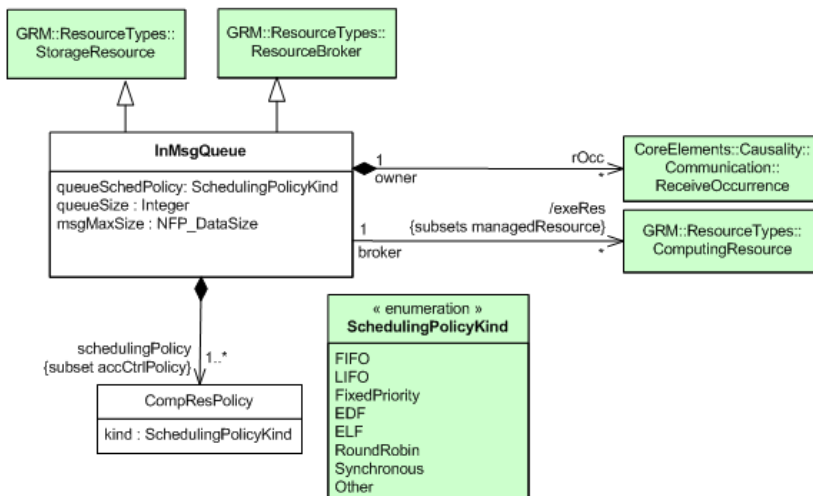 GRM::ResourceTypes::
StorageResource
GRM::ResourceTypes::
ResourceBroker
InMsgQueue
queueSchedPolicy: SchedulingPolicyKind
queueSize : Integer
msgMaxSize : NFP_DataSize
1
owner
rOcc
*
CoreElements::Causality::
Communication::
ReceiveOccurrence
1
broker
/exeRes
{subsets managedResource}
*
GRM::ResourceTypes::
ComputingResource
schedulingPolicy
{subset accCtrlPolicy}
1..*
CompResPolicy
kind : SchedulingPolicyKind
« enumeration »
SchedulingPolicyKind
FIFO
LIFO
FixedPriority
EDF
ELF
RoundRobin
Synchronous
Other